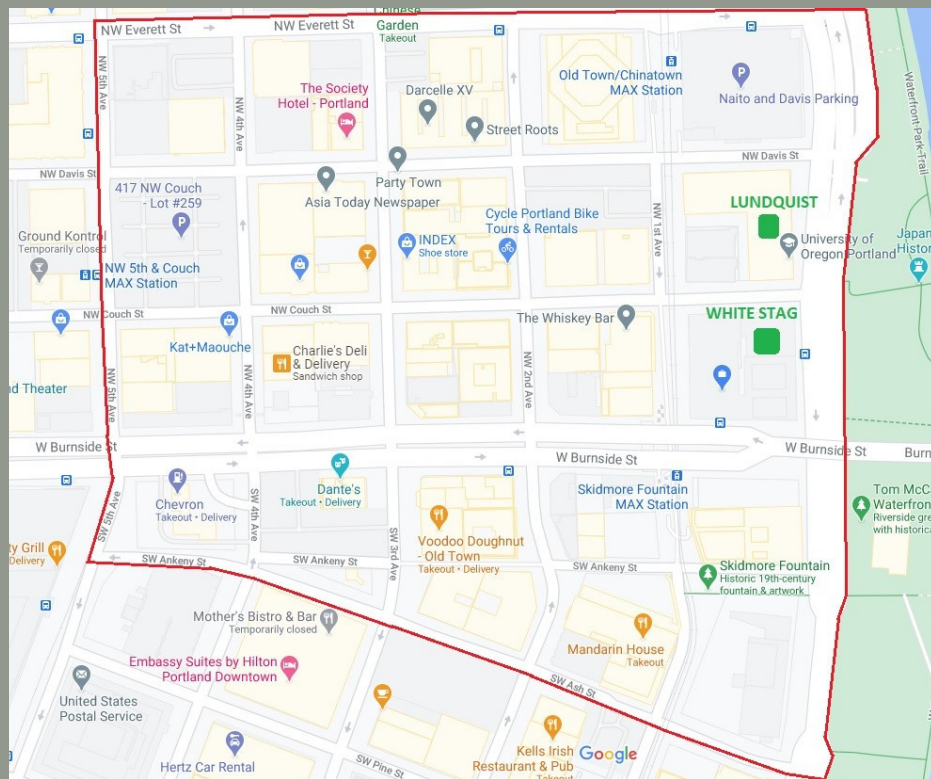 Chinese
Garden
Takeout
NW Everett St
NW Everett St
NW 5th Ave
NW 4th Ave
The Society
Hotel - Portland
Darcelle XV
Street Roots
Old Town/Chinatown
MAX Station
Naito and Davis Parking
Waterfront Park Trail
NW Davis St
NW Davis St
Party Town
Asia Today Newspaper
417 NW Couch
- Lot #259
INDEX
Shoe store
Cycle Portland Bike
Tours & Rentals
NW 1st Ave
LUNDQUIST
University of
Oregon Portland
Japan
Histor
Ground Kontrol
Temporarily closed
NW 5th & Couch
MAX Station
NW Couch St
NW Couch St
Kat+Maouche
Charlie's Deli
& Delivery
Sandwich shop
The Whiskey Bar
WHITE STAG
nd Theater
NW 5th Ave
NW 4th Ave
NW 2nd Ave
W Burnside St
W Burnside St
W Burnside St
Burn
Chevron
Takeout • Delivery
SW 5th Ave
SW 4th Ave
Dante's
Takeout • Delivery
SW 3rd Ave
Voodoo Doughnut
- Old Town
Takeout • Delivery
Skidmore Fountain
MAX Station
Tom McC
Waterfron
Riverside gre
with historica
ty Grill
Delivery
SW Ankeny St
SW Ankeny St
SW Ankeny St
Skidmore Fountain
Historic 19th-century
fountain & artwork
Mother's Bistro & Bar
Temporarily closed
Mandarin House
Takeout
Embassy Suites by Hilton
Portland Downtown
SW Ash St
United States
Postal Service
Hertz Car Rental
SW Pine St
Kells Irish
Restaurant & Pub
Takeout
Google